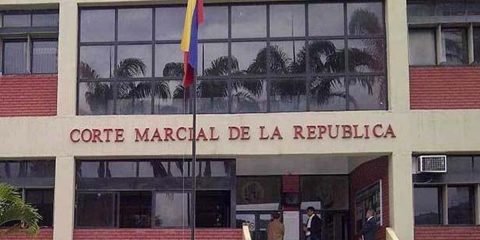 CORTE MARCIAL DE LA REPUBLICA